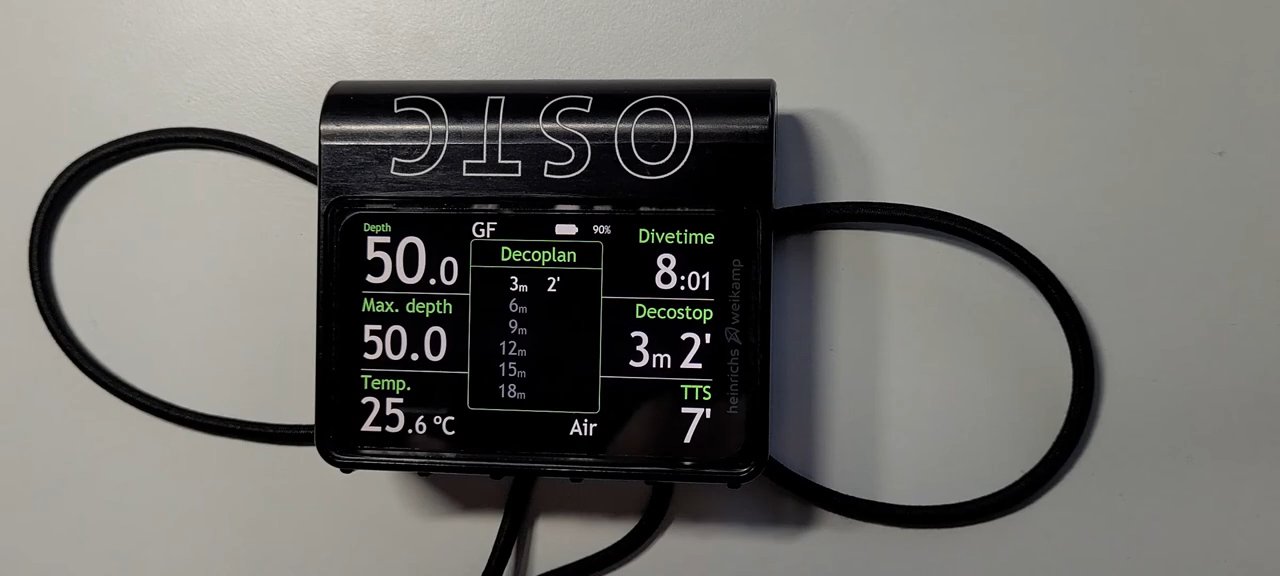 OSTC
Depth
50.0
GF
90%
Divetime
8:01
Decoplan
3m 2'
6m
9m
12m
15m
18m
Max. depth
50.0
Decostop
3m 2'
Temp.
25.6 ºC
Air
TTS
7'
heinrichs weikamp